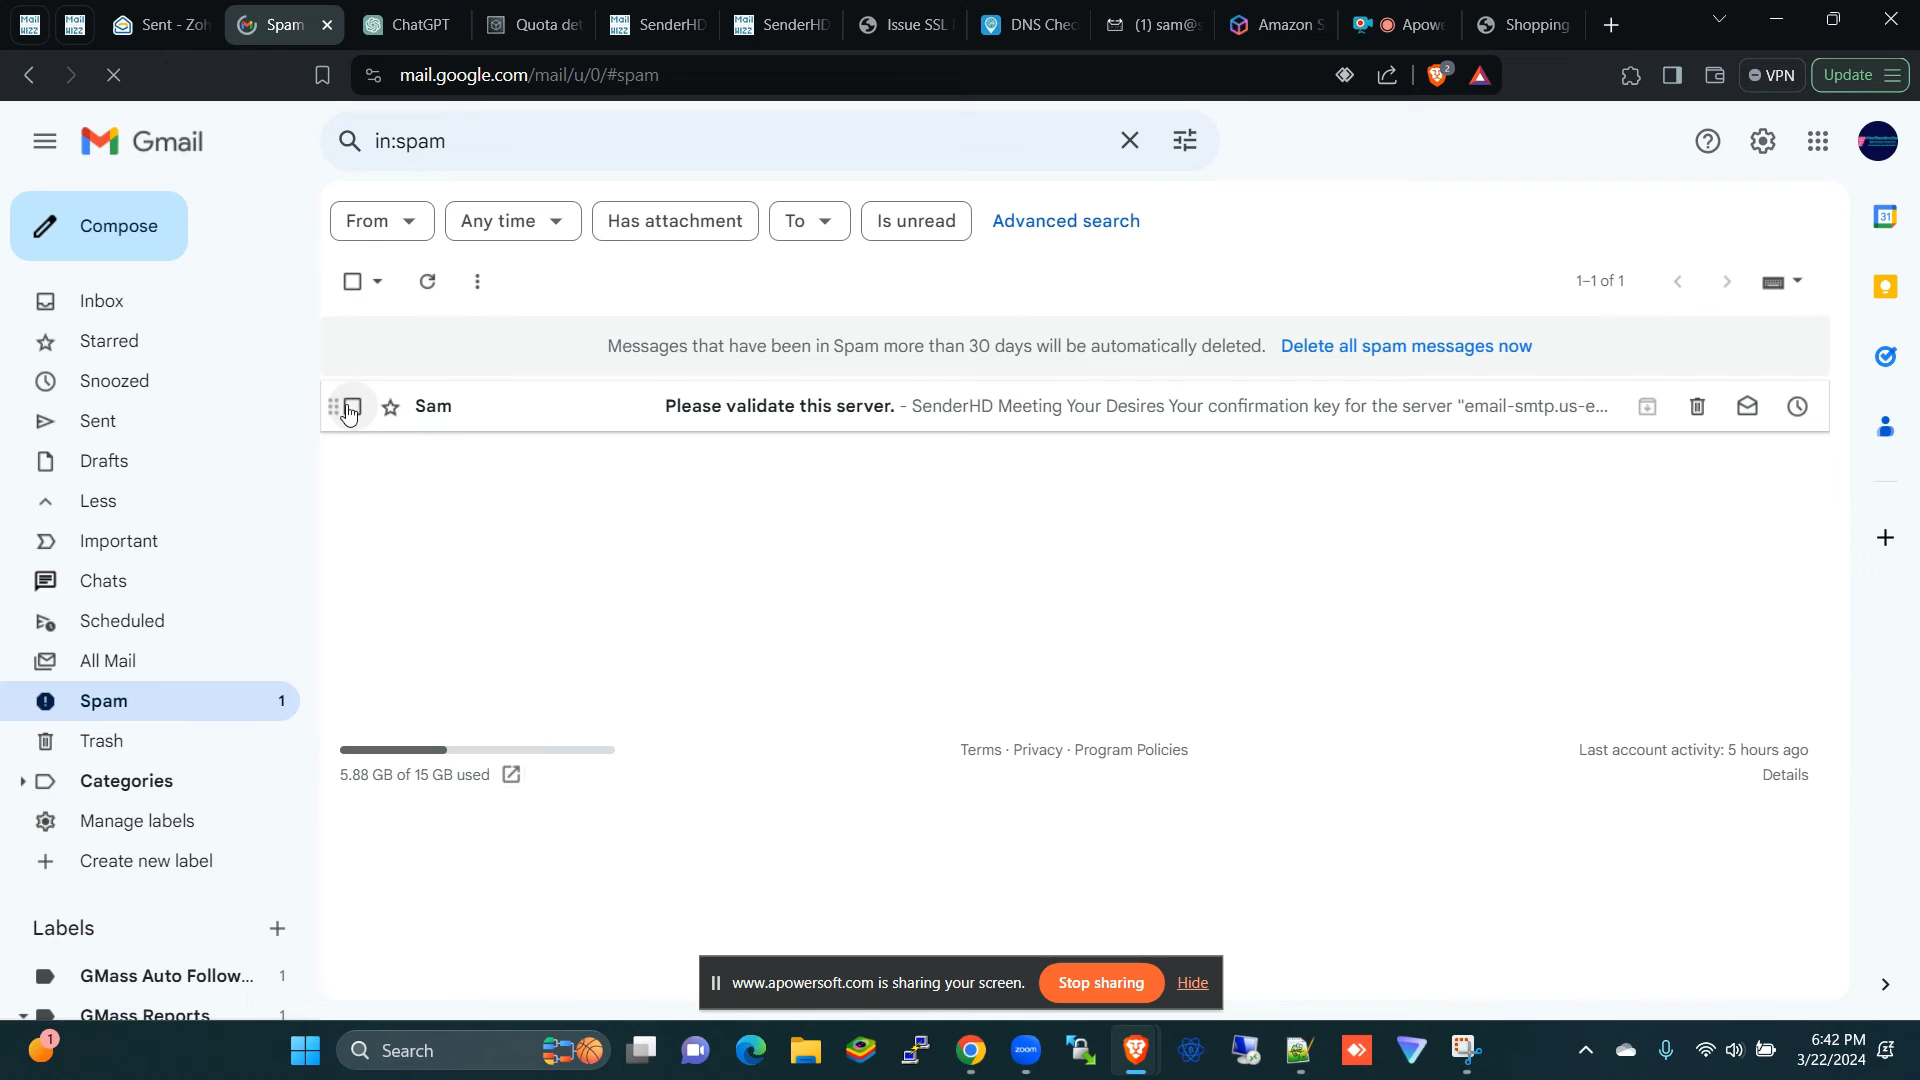 Sent - Zoh
Spam
ChatGPT
Quota det
SenderHD
SenderHD
Issue SSL
DNS Chec
(1) sam@s
Amazon S
Apowe
Shopping
mail.google.com/mail/u/0/#spam
2
VPN
Update
Gmail
in:spam
Compose
From
Any time
Has attachment
To
Is unread
Advanced search
1–1 of 1
Messages that have been in Spam more than 30 days will be automatically deleted. Delete all spam messages now
Sam
Please validate this server. - SenderHD Meeting Your Desires Your confirmation key for the server "email-smtp.us-e...
Inbox
Starred
Snoozed
Sent
Drafts
Less
Important
Chats
Scheduled
All Mail
Spam 1
Trash
Categories
Manage labels
Create new label
Labels
GMass Auto Follow... 1
GMass Reports 1
5.88 GB of 15 GB used
Terms · Privacy · Program Policies
Last account activity: 5 hours ago
Details
31
www.apowersoft.com is sharing your screen.
Stop sharing
Hide
1
Search
zoom
6:42 PM
3/22/2024